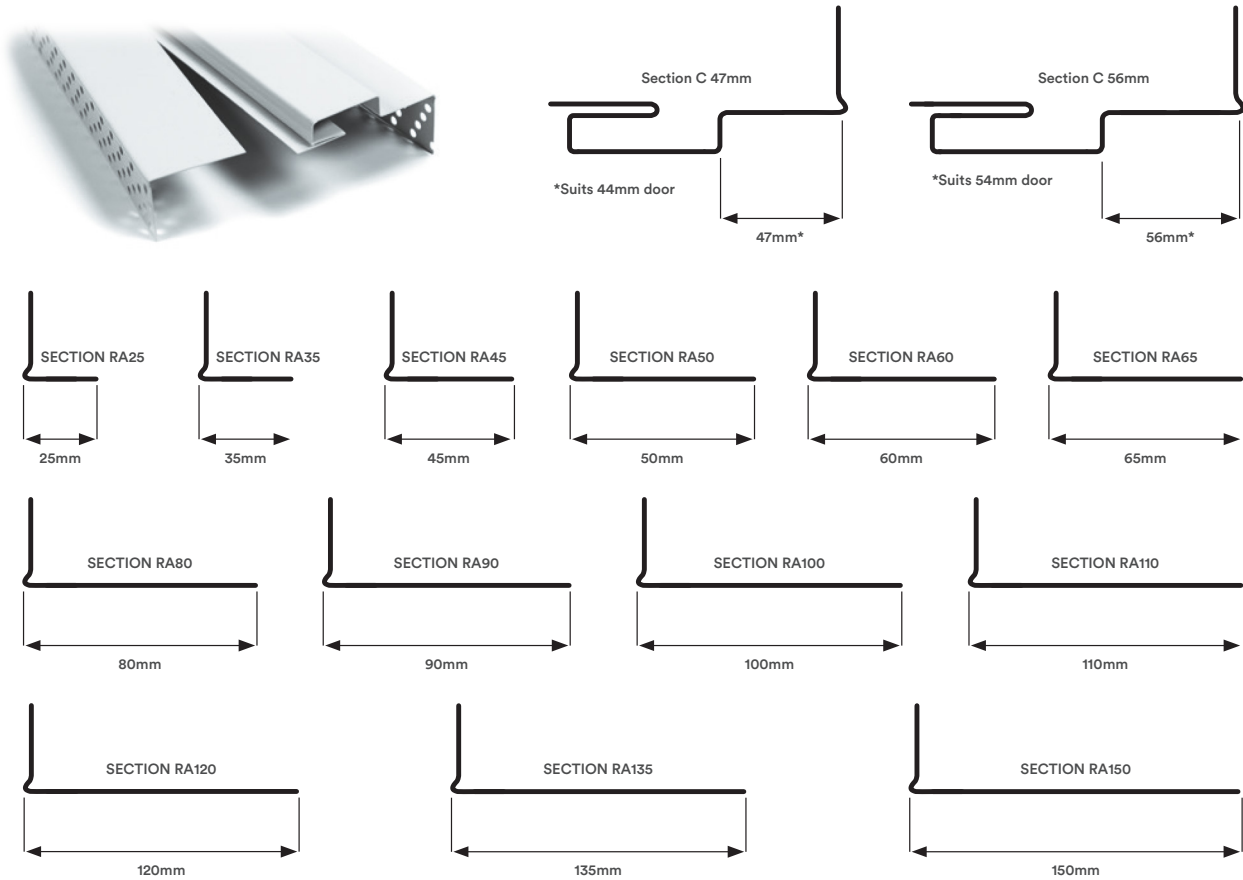 Section C 47mm
Section C 56mm
*Suits 44mm door
*Suits 54mm door
47mm*
56mm*
SECTION RA25
SECTION RA35
SECTION RA45
SECTION RA50
SECTION RA60
SECTION RA65
25mm
35mm
45mm
50mm
60mm
65mm
SECTION RA80
SECTION RA90
SECTION RA100
SECTION RA110
80mm
90mm
100mm
110mm
SECTION RA120
SECTION RA135
SECTION RA150
120mm
135mm
150mm